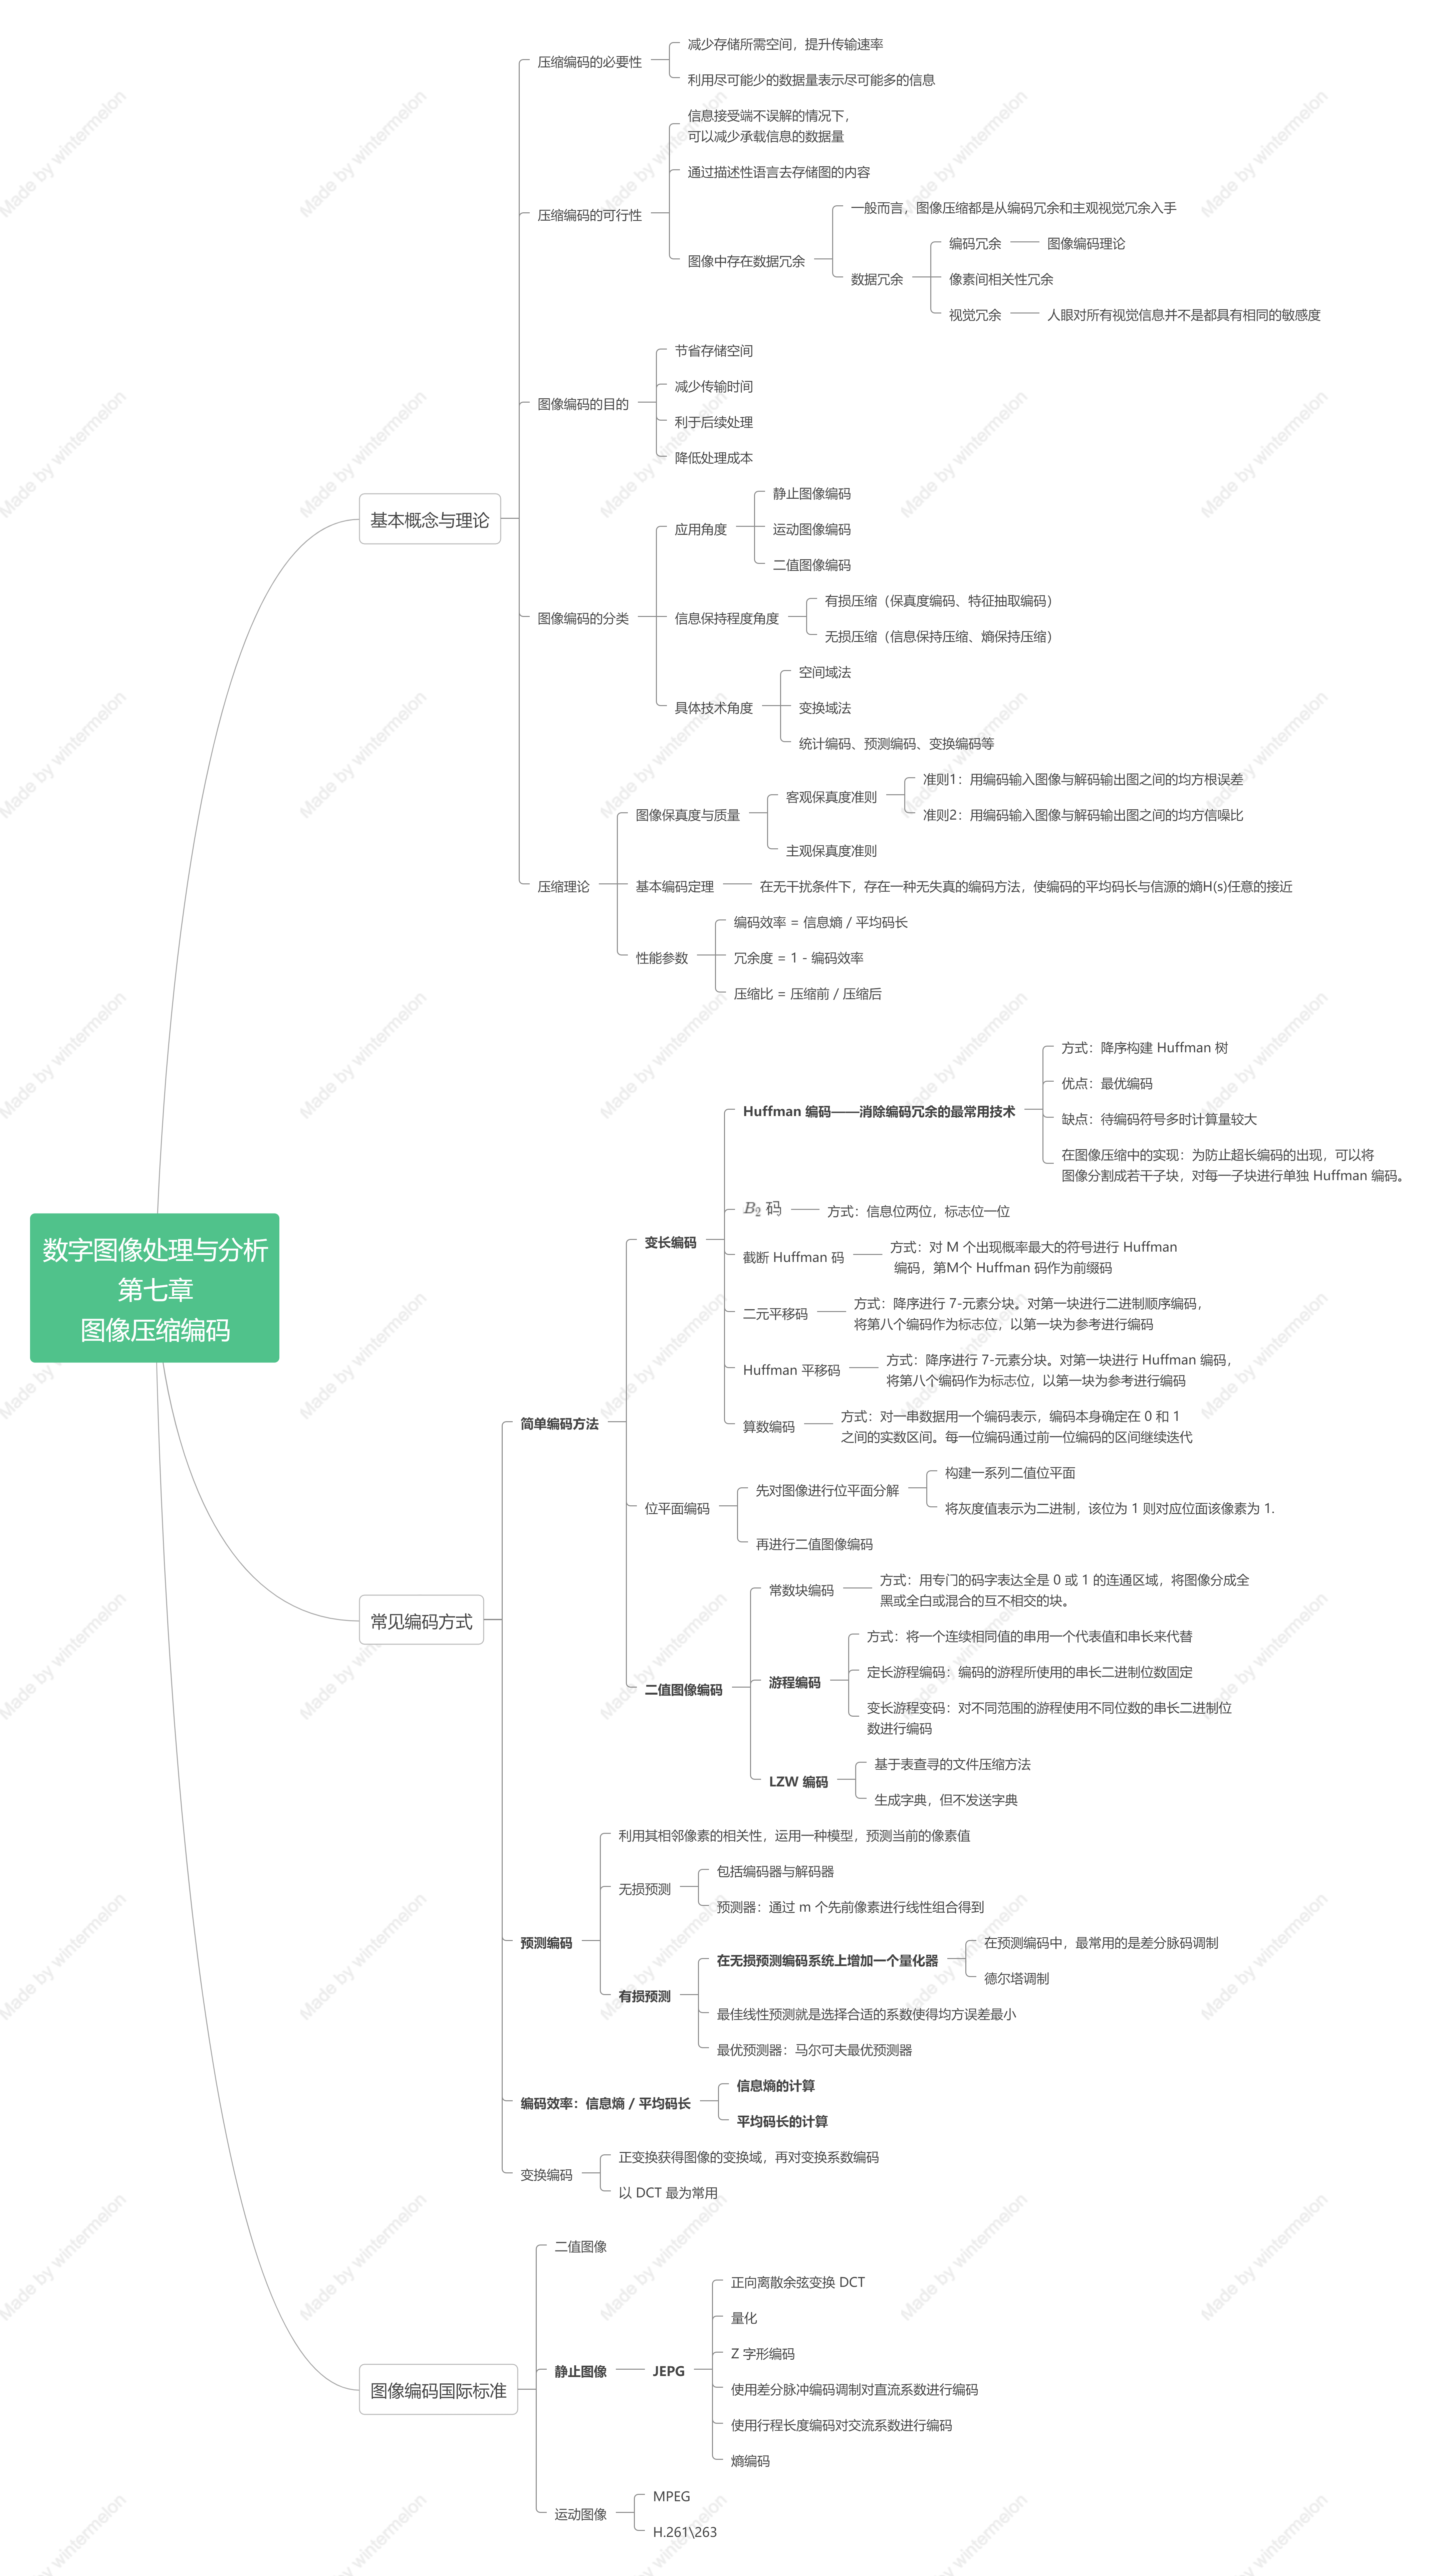 数字图像处理与分析
第七章
图像压缩编码
基本概念与理论
压缩编码的必要性
减少存储所需空间，提升传输速率
利用尽可能少的数据量表示尽可能多的信息
压缩编码的可行性
信息接受端不误解的情况下，
可以减少承载信息的数据量
通过描述性语言去存储图的内容
图像中存在数据冗余
一般而言，图像压缩都是从编码冗余和主观视觉冗余入手
数据冗余
编码冗余
图像编码理论
像素间相关性冗余
视觉冗余
人眼对所有视觉信息并不是都具有相同的敏感度
图像编码的目的
节省存储空间
减少传输时间
利于后续处理
降低处理成本
图像编码的分类
应用角度
静止图像编码
运动图像编码
二值图像编码
信息保持程度角度
有损压缩（保真度编码、特征抽取编码）
无损压缩（信息保持压缩、熵保持压缩）
具体技术角度
空间域法
变换域法
统计编码、预测编码、变换编码等
压缩理论
图像保真度与质量
客观保真度准则
准则1：用编码输入图像与解码输出图之间的均方根误差
准则2：用编码输入图像与解码输出图之间的均方信噪比
主观保真度准则
基本编码定理
在无干扰条件下，存在一种无失真的编码方法，使编码的平均码长与信源的熵H(s)任意的接近
性能参数
编码效率 = 信息熵 / 平均码长
冗余度 = 1 - 编码效率
压缩比 = 压缩前 / 压缩后
常见编码方式
简单编码方法
变长编码
Huffman 编码——消除编码冗余的最常用技术
方式：降序构建 Huffman 树
优点：最优编码
缺点：待编码符号多时计算量较大
在图像压缩中的实现：为防止超长编码的出现，可以将
图像分割成若干子块，对每一子块进行单独 Huffman 编码。
B₂ 码
方式：信息位两位，标志位一位
截断 Huffman 码
方式：对 M 个出现概率最大的符号进行 Huffman
编码，第M个 Huffman 码作为前缀码
二元平移码
方式：降序进行 7-元素分块。对第一块进行二进制顺序编码，
将第八个编码作为标志位，以第一块为参考进行编码
Huffman 平移码
方式：降序进行 7-元素分块。对第一块进行 Huffman 编码，
将第八个编码作为标志位，以第一块为参考进行编码
算数编码
方式：对一串数据用一个编码表示，编码本身确定在 0 和 1
之间的实数区间。每一位编码通过前一位编码的区间继续迭代
位平面编码
先对图像进行位平面分解
构建一系列二值位平面
将灰度值表示为二进制，该位为 1 则对应位面该像素为 1.
再进行二值图像编码
二值图像编码
常数块编码
方式：用专门的码字表达全是 0 或 1 的连通区域，将图像分成全
黑或全白或混合的互不相交的块。
游程编码
方式：将一个连续相同值的串用一个代表值和串长来代替
定长游程编码：编码的游程所使用的串长二进制位数固定
变长游程变码：对不同范围的游程使用不同位数的串长二进制位
数进行编码
LZW 编码
基于表查寻的文件压缩方法
生成字典，但不发送字典
预测编码
利用其相邻像素的相关性，运用一种模型，预测当前的像素值
无损预测
包括编码器与解码器
预测器：通过 m 个先前像素进行线性组合得到
有损预测
在无损预测编码系统上增加一个量化器
在预测编码中，最常用的是差分脉码调制
德尔塔调制
最佳线性预测就是选择合适的系数使得均方误差最小
最优预测器：马尔可夫最优预测器
编码效率：信息熵 / 平均码长
信息熵的计算
平均码长的计算
变换编码
正变换获得图像的变换域，再对变换系数编码
以 DCT 最为常用
图像编码国际标准
二值图像
静止图像
JEPG
正向离散余弦变换 DCT
量化
Z 字形编码
使用差分脉冲编码调制对直流系数进行编码
使用行程长度编码对交流系数进行编码
熵编码
运动图像
MPEG
H.261\263
Made by wintermelon